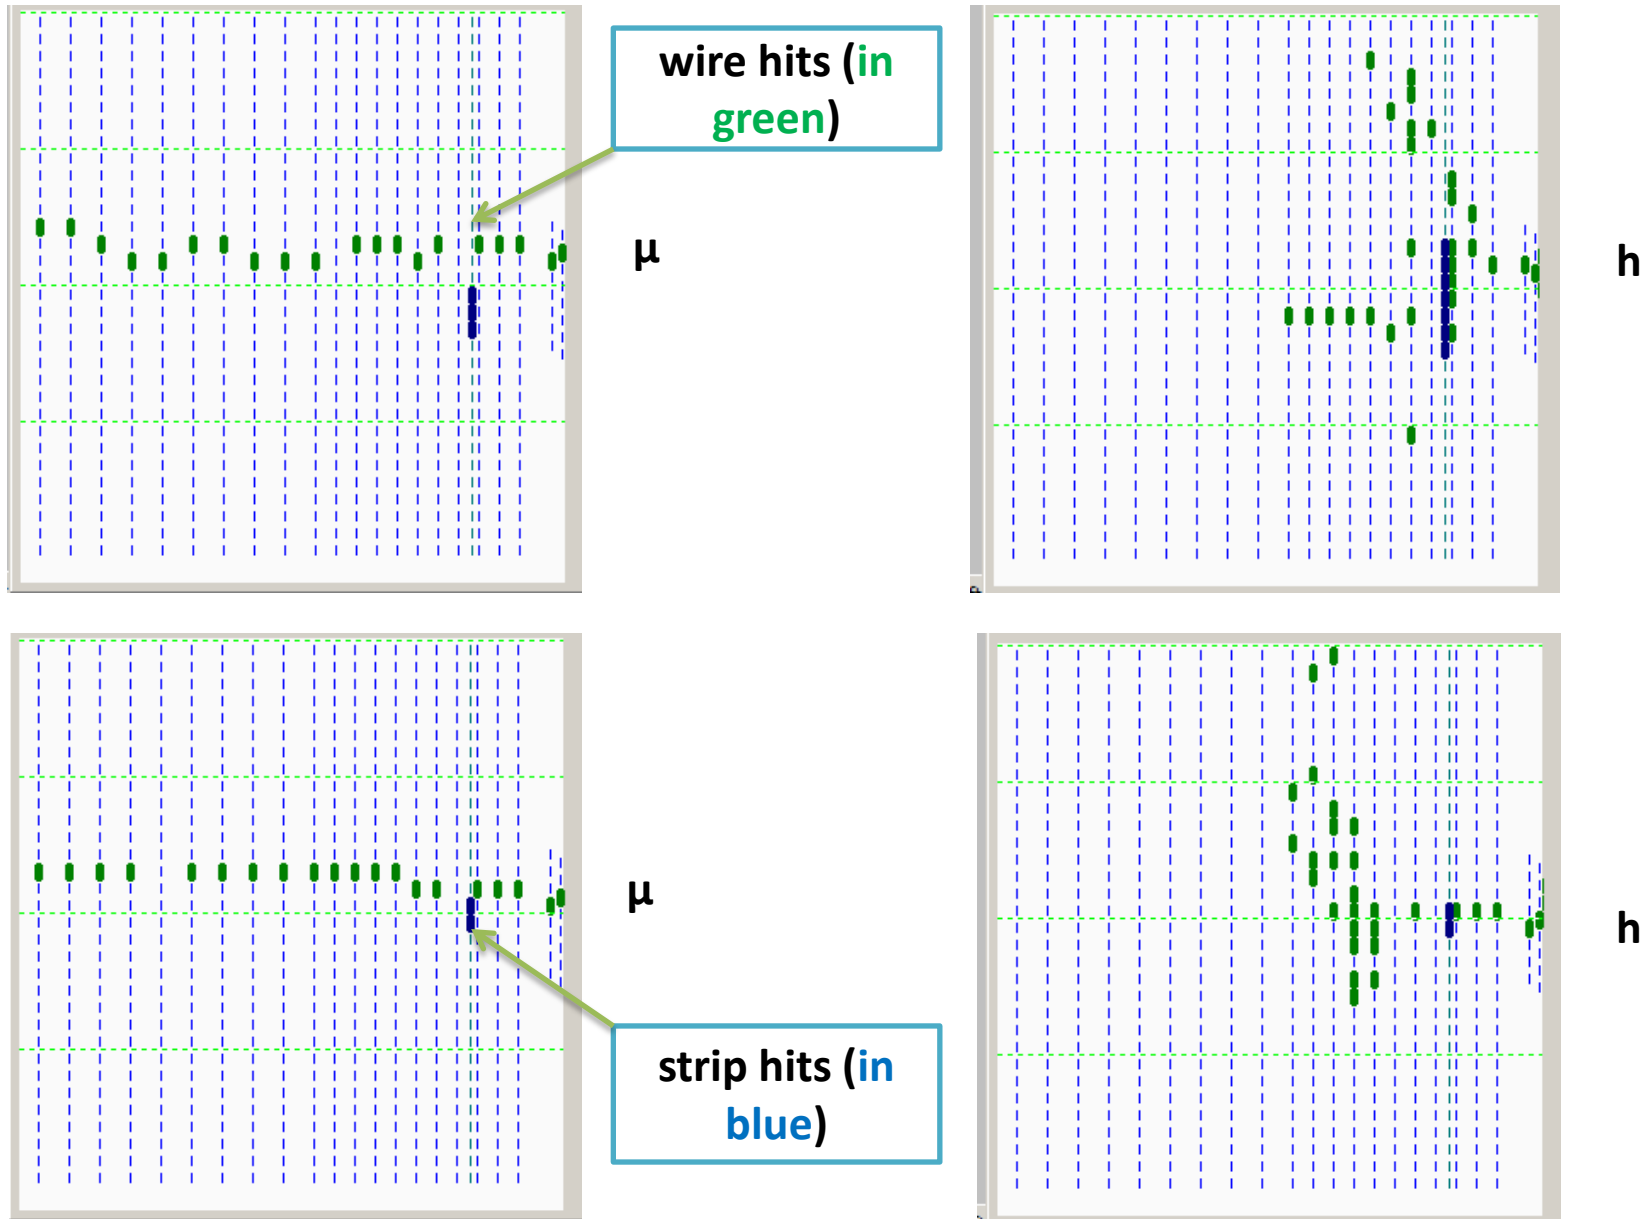 wire hits (in
green)
μ
h
μ
h
strip hits (in
blue)